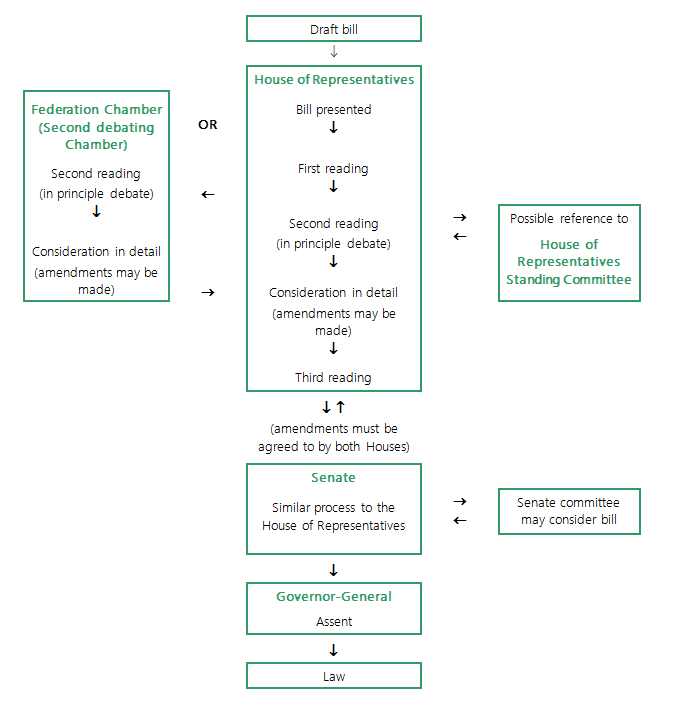 Draft bill
↓
House of Representatives
Bill presented
↓
First reading
↓
Second reading
(in principle debate)
↓
Consideration in detail
(amendments may be
made)
↓
Third reading
Federation Chamber
(Second debating
Chamber)
Second reading
(in principle debate)
↓
Consideration in detail
(amendments may be
made)
OR
←
→
→
←
Possible reference to
House of
Representatives
Standing Committee
↓↑
(amendments must be
agreed to by both Houses)
Senate
Similar process to the
House of Representatives
→
←
Senate committee
may consider bill
↓
Governor-General
Assent
↓
Law